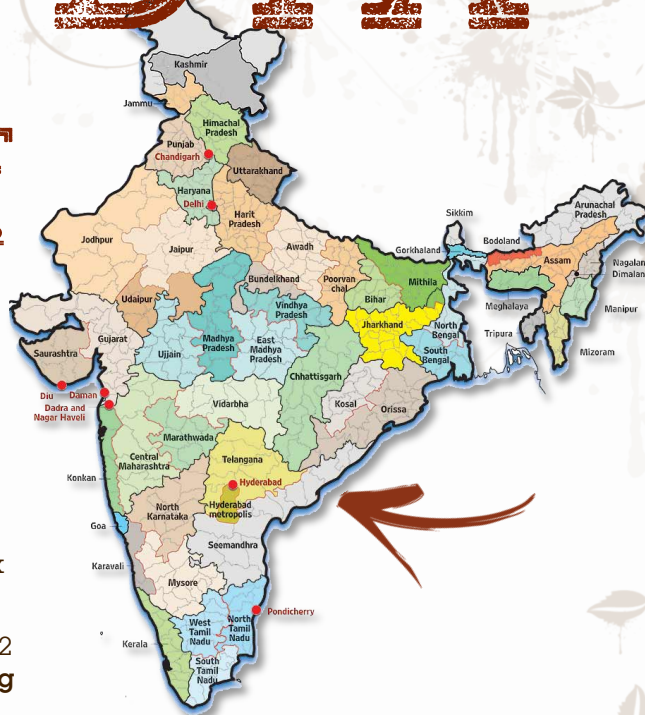 Kashmir
Jammu
Himachal
Pradesh
Punjab
Chandigarh
Uttarakhand
Haryana
Delhi
Harit
Pradesh
Jodhpur
Jaipur
Awadh
Gorkhaland
Sikkim
Bodoland
Arunachal
Pradesh
Assam
Nagalan
Dimalan
Udaipur
Bundelkhand
Poorvan
chal
Mithila
Bihar
Meghalaya
Manipur
Gujarat
Saurashtra
Ujjain
Madhya
Pradesh
Vindhya
Pradesh
East
Madhya
Pradesh
Jharkhand
North
Bengal
South
Bengal
Tripura
Mizoram
Chhattisgarh
Diu
Daman
Dadra and
Nagar Haveli
Vidarbha
Kosal
Orissa
Marathwada
Central
Maharashtra
Telangana
Hyderabad
Hyderabad
metropolis
Konkan
North
Karnataka
Goa
Seemandhra
Karavali
Mysore
Pondicherry
West
Tamil
Nadu
North
Tamil
Nadu
Kerala
South
Tamil
Nadu
2
g